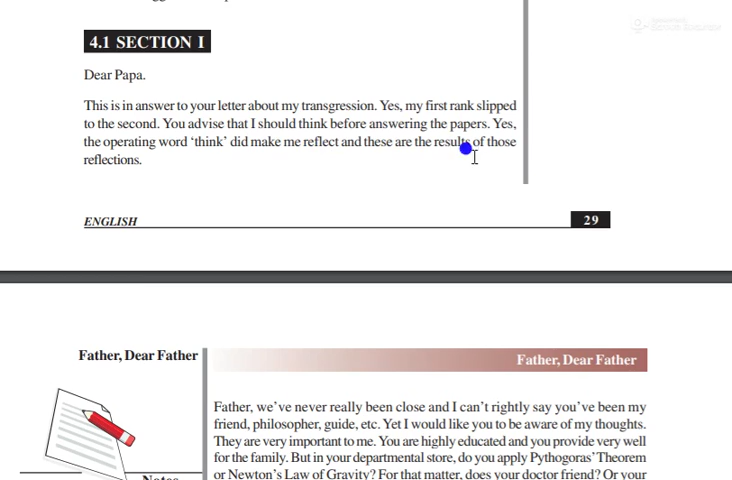 4.1 SECTION I
Dear Papa.
This is in answer to your letter about my transgression. Yes, my first rank slipped
to the second. You advise that I should think before answering the papers. Yes,
the operating word ‘think’ did make me reflect and these are the results of those
reflections.
ENGLISH
29
Father, Dear Father
Father, Dear Father
Father, we’ve never really been close and I can’t rightly say you’ve been my
friend, philosopher, guide, etc. Yet I would like you to be aware of my thoughts.
They are very important to me. You are highly educated and you provide very well
for the family. But in your departmental store, do you apply Pythogoras’ Theorem
or Newton’s Law of Gravity? For that matter, does your doctor friend? Or your
Notes